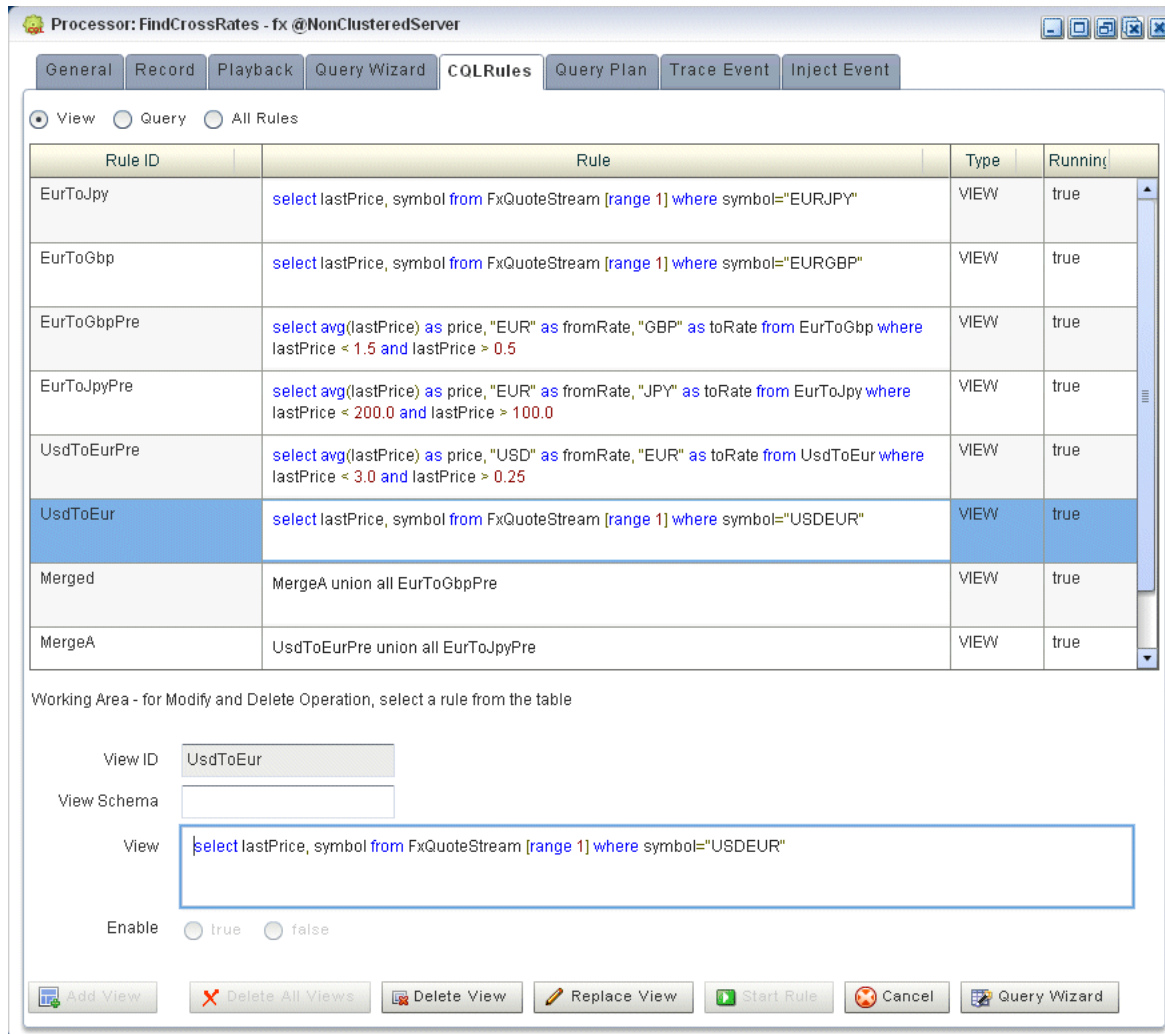 Processor: FindCrossRates - fx @NonClusteredServer
General Record Playback Query Wizard CQLRules Query Plan Trace Event Inject Event
View Query All Rules
Rule ID Rule Type Running
EurToJpy select lastPrice, symbol from FxQuoteStream [range 1] where symbol="EURJPY" VIEW true
EurToGbp select lastPrice, symbol from FxQuoteStream [range 1] where symbol="EURGBP" VIEW true
EurToGbpPre select avg(lastPrice) as price, "EUR" as fromRate, "GBP" as toRate from EurToGbp where VIEW true
lastPrice < 1.5 and lastPrice > 0.5
EurToJpyPre select avg(lastPrice) as price, "EUR" as fromRate, "JPY" as toRate from EurToJpy where VIEW true
lastPrice < 200.0 and lastPrice > 100.0
UsdToEurPre select avg(lastPrice) as price, "USD" as fromRate, "EUR" as toRate from UsdToEur where VIEW true
lastPrice < 3.0 and lastPrice > 0.25
UsdToEur select lastPrice, symbol from FxQuoteStream [range 1] where symbol="USDEUR" VIEW true
Merged MergeA union all EurToGbpPre VIEW true
MergeA UsdToEurPre union all EurToJpyPre VIEW true
Working Area - for Modify and Delete Operation, select a rule from the table
View ID UsdToEur
View Schema
View select lastPrice, symbol from FxQuoteStream [range 1] where symbol="USDEUR"
Enable true false
Add View Delete All Views Delete View Replace View Start Rule Cancel Query Wizard